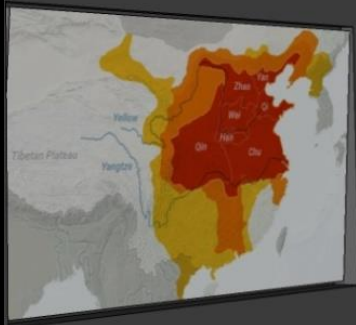 Yan
Zhao
Qi
Wei
Yellow
Han
Qin
Chu
Tibetan Plateau
Yangtze